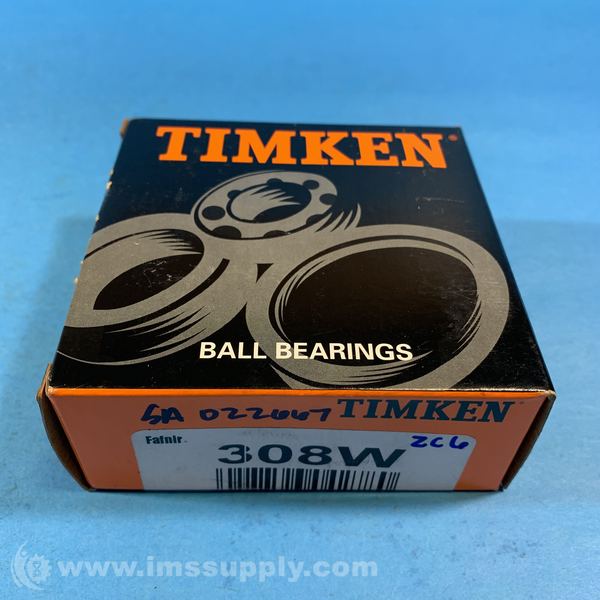 TIMKEN
BALL BEARINGS
SA 022667 TIMKEN
Fafnir
2C6
308W
www.imssupply.com